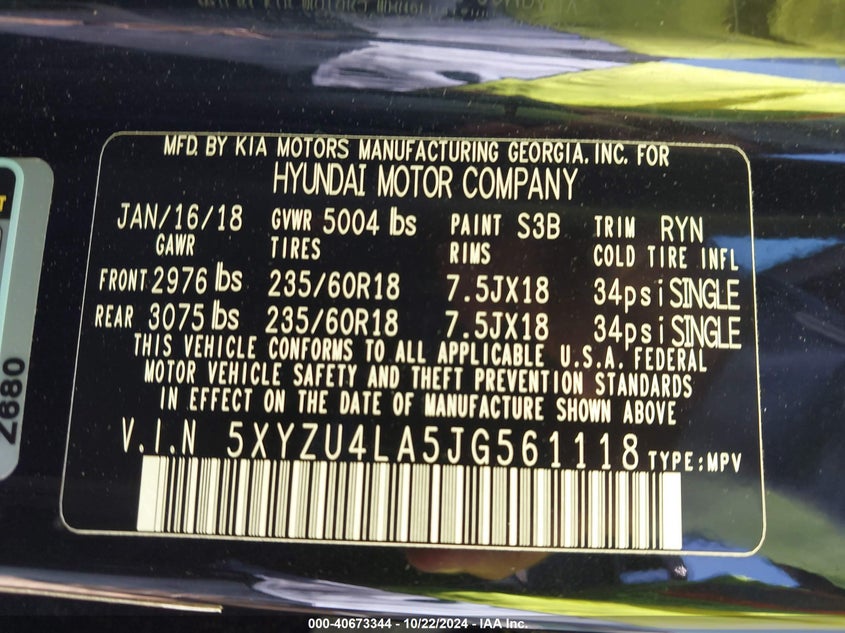 MFD. BY KIA MOTORS MANUFACTURING GEORGIA. INC. FOR
HYUNDAI MOTOR COMPANY
JAN/16/18 GVWR 5004 lbs PAINT S3B TRIM RYN
GAWR TIRES RIMS COLD TIRE INFL
FRONT 2976 lbs 235/60R18 7.5JX18 34psi SINGLE
REAR 3075 lbs 235/60R18 7.5JX18 34psi SINGLE
THIS VEHICLE CONFORMS TO ALL APPLICABLE U.S.A. FEDERAL
MOTOR VEHICLE SAFETY AND THEFT PREVENTION STANDARDS
IN EFFECT ON THE DATE OF MANUFACTURE SHOWN ABOVE
V.I.N 5XYZU4LA5JG561118 TYPE:MPV
2680
000-40673344 - 10/22/2024 - IAA Inc.